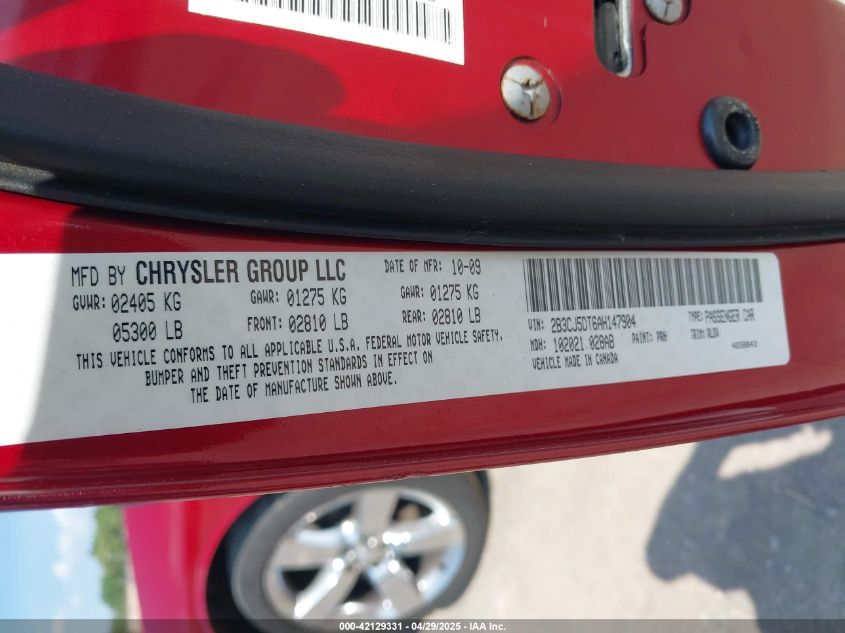 MFD BY CHRYSLER GROUP LLC DATE OF MFR: 10-09
GVWR: 02405 KG GAWR: 01275 KG GAWR: 01275 KG
05300 LB FRONT: 02810 LB REAR: 02810 LB
THIS VEHICLE CONFORMS TO ALL APPLICABLE U.S.A. FEDERAL MOTOR VEHICLE SAFETY,
BUMPER AND THEFT PREVENTION STANDARDS IN EFFECT ON
THE DATE OF MANUFACTURE SHOWN ABOVE.
VIN: 2B3CJ5DT6AH147904 TYPE: PASSENGER CAR
MDH: 102021 028AB PAINT: PRH TRIM: DLDV
VEHICLE MADE IN CANADA 4658843
000-42129331 - 04/29/2025 - IAA Inc.